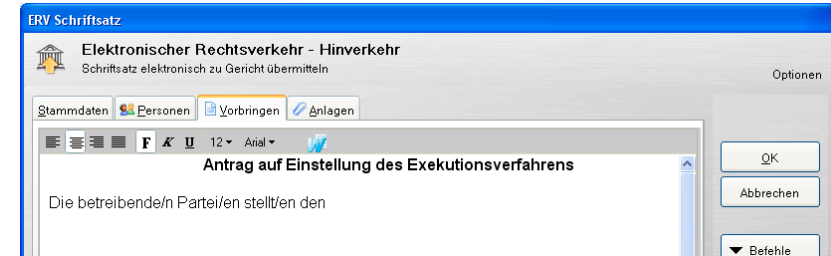 ERV Schriftsatz
Elektronischer Rechtsverkehr - Hinverkehr
Schriftsatz elektronisch zu Gericht übermitteln
Optionen
Stammdaten Personen Vorbringen Anlagen
F K U 12 Arial
Antrag auf Einstellung des Exekutionsverfahrens
OK
Die betreibende/n Partei/en stellt/en den
Abbrechen
Befehle